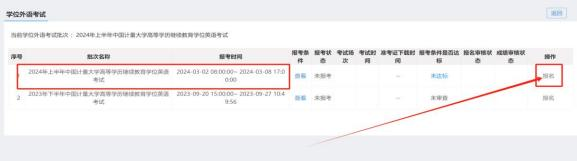 学位外语考试
返回
当前学位外语考试批次：2024年上半年中国计量大学高等学历继续教育学位英语考试
序号 批次名称 报考时间 报考条件 报考状态 考试场次 考试时间 准考证下载时间 报考条件是否达标 报名审核状态 成绩审核状态 操作
1 2024年上半年中国计量大学高等学历继续教育学位英语考试 2024-03-02 08:00:00~ 2024-03-08 17:00:00 查看 未报考 -- 未达标 报名
2 2023年下半年中国计量大学高等学历继续教育学位英语考试 2023-09-20 15:00:00~ 2023-09-27 10:49:56 查看 未报考 -- 未审查 报名